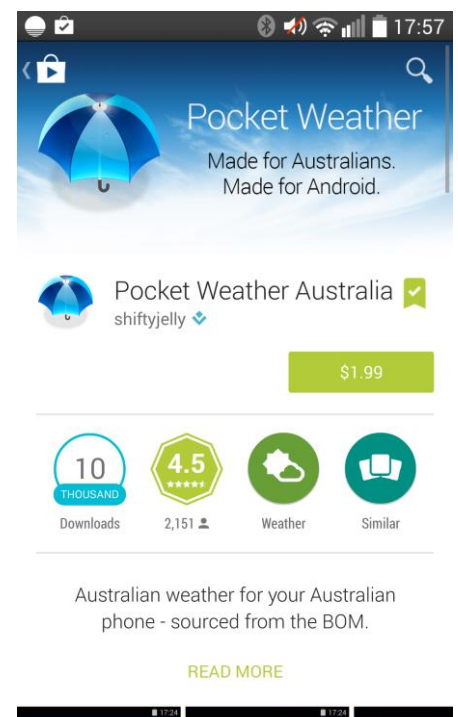 17:57
Pocket Weather
Made for Australians.
Made for Android.
Pocket Weather Australia
shiftyjelly
$1.99
10
THOUSAND
4.5
Downloads
2,151
Weather
Similar
Australian weather for your Australian
phone - sourced from the BOM.
READ MORE
17:24
17:24